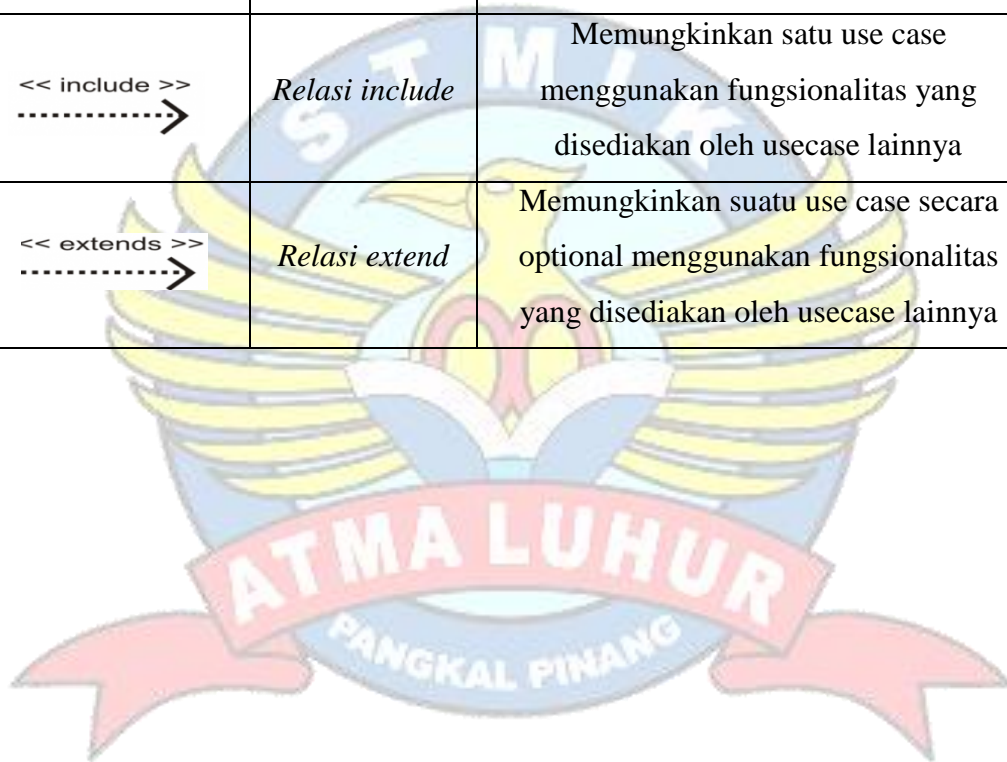 << include >>
Relasi include
Memungkinkan satu use case
menggunakan fungsionalitas yang
disediakan oleh usecase lainnya
<< extends >>
Relasi extend
Memungkinkan suatu use case secara
optional menggunakan fungsionalitas
yang disediakan oleh usecase lainnya
STMIK
ATMA LUHUR
PANGKAL PINANG